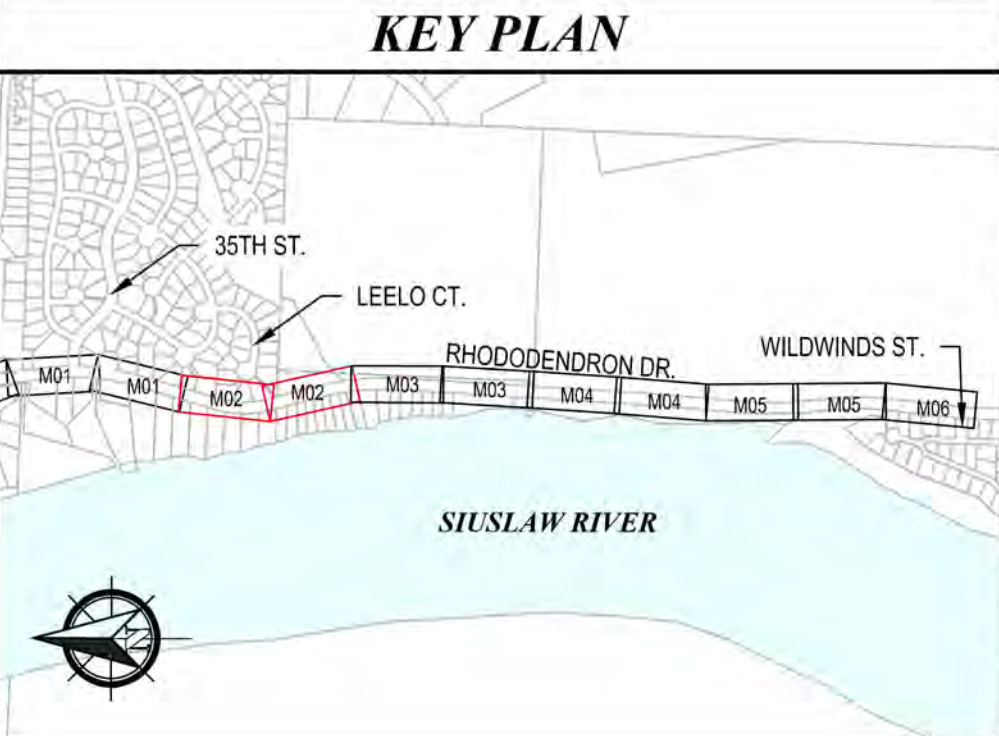 KEY PLAN
35TH ST.
LEELO CT.
RHODODENDRON DR.
WILDWINDS ST.
M01
M01
M02
M02
M03
M03
M04
M04
M05
M05
M06
SIUSLAW RIVER
N